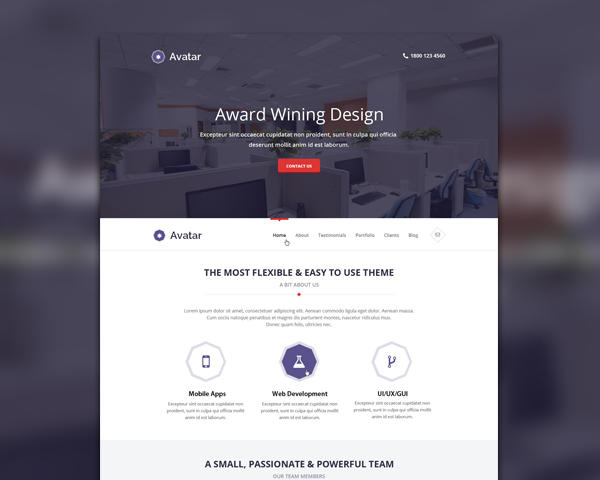 Avatar
1800 123 4560
Award Wining Design
Excepteur sint occaecat cupidatat non proident, sunt in culpa qui officia
deserunt mollit anim id est laborum.
CONTACT US
Avatar
Home About Testimonials Portfolio Clients Blog
THE MOST FLEXIBLE & EASY TO USE THEME
A BIT ABOUT US
Lorem ipsum dolor sit amet, consectetuer adipiscing elit. Aenean commodo ligula eget dolor. Aenean massa.
Cum sociis natoque penatibus et magnis dis parturient montes, nascetur ridiculus mus.
Donec quam felis, ultricies nec.
Mobile Apps
Excepteur sint occaecat cupidatat non
proident, sunt in culpa qui officia mollit
anim id est laborum.
Web Development
Excepteur sint occaecat cupidatat non
proident, sunt in culpa qui officia mollit
anim id est laborum.
UI/UX/GUI
Excepteur sint occaecat cupidatat non
proident, sunt in culpa qui officia mollit
anim id est laborum.
A SMALL, PASSIONATE & POWERFUL TEAM
OUR TEAM MEMBERS